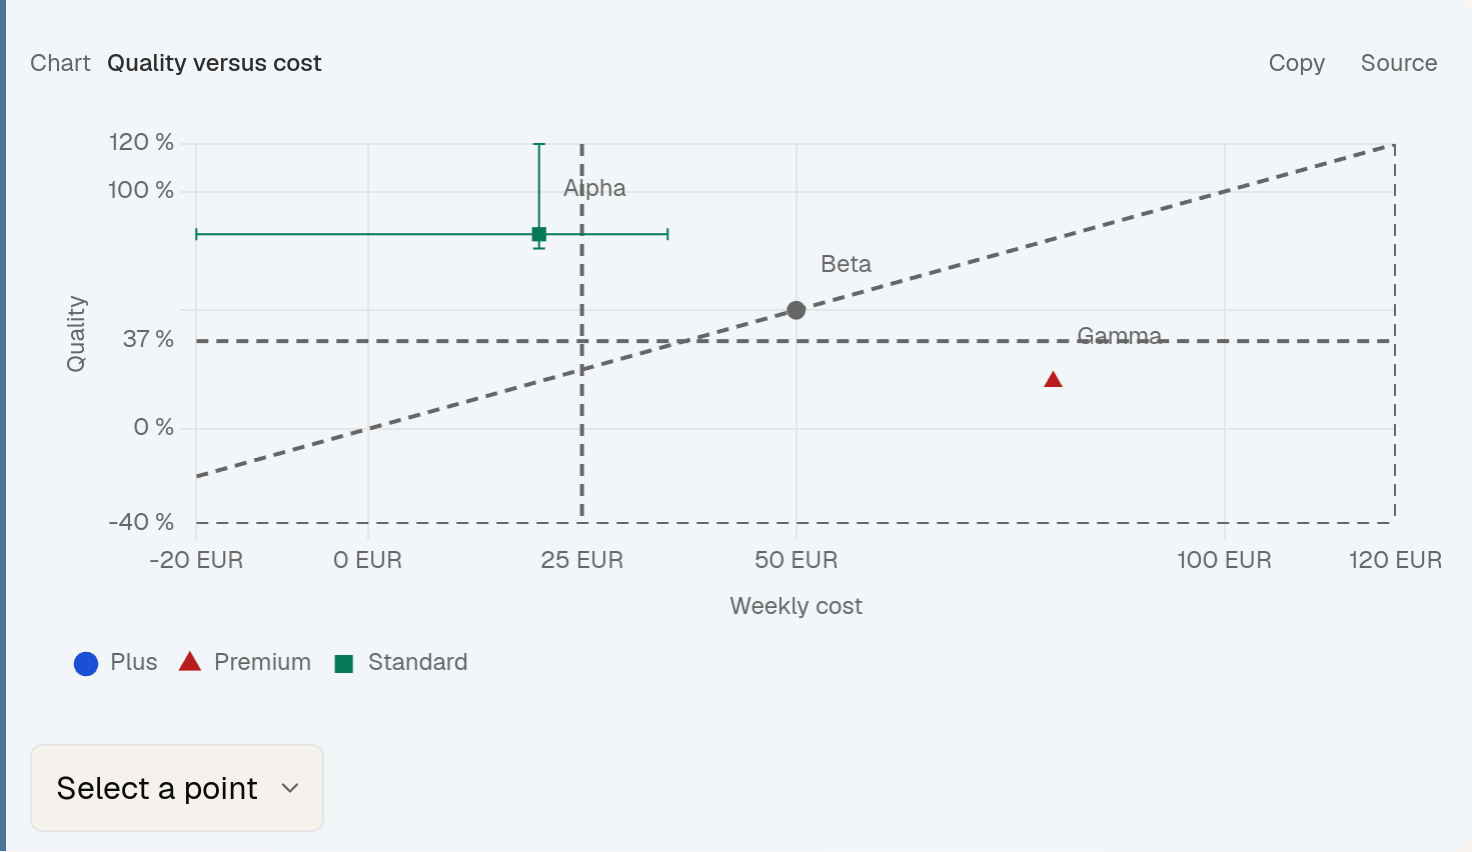 Chart Quality versus cost
Copy Source
120 %
100 %
37 %
0 %
-40 %
Quality
Alpha
Beta
Gamma
-20 EUR 0 EUR 25 EUR 50 EUR 100 EUR 120 EUR
Weekly cost
Plus Premium Standard
Select a point